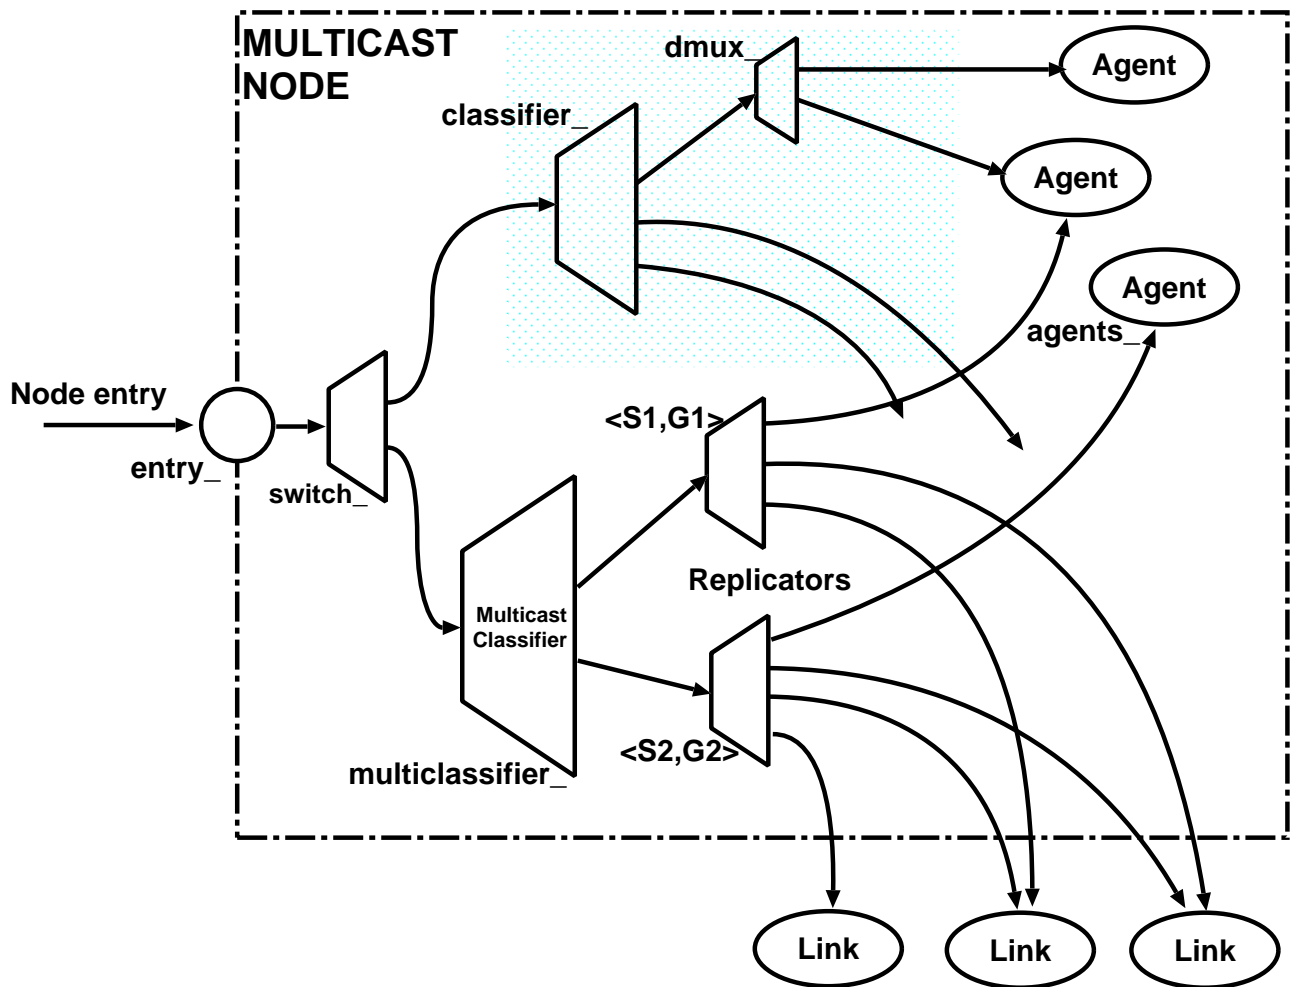 MULTICAST
NODE
dmux_
Agent
classifier_
Agent
Agent
agents_
Node entry
<S1,G1>
entry_
switch_
Replicators
Multicast
Classifier
<S2,G2>
multiclassifier_
Link
Link
Link